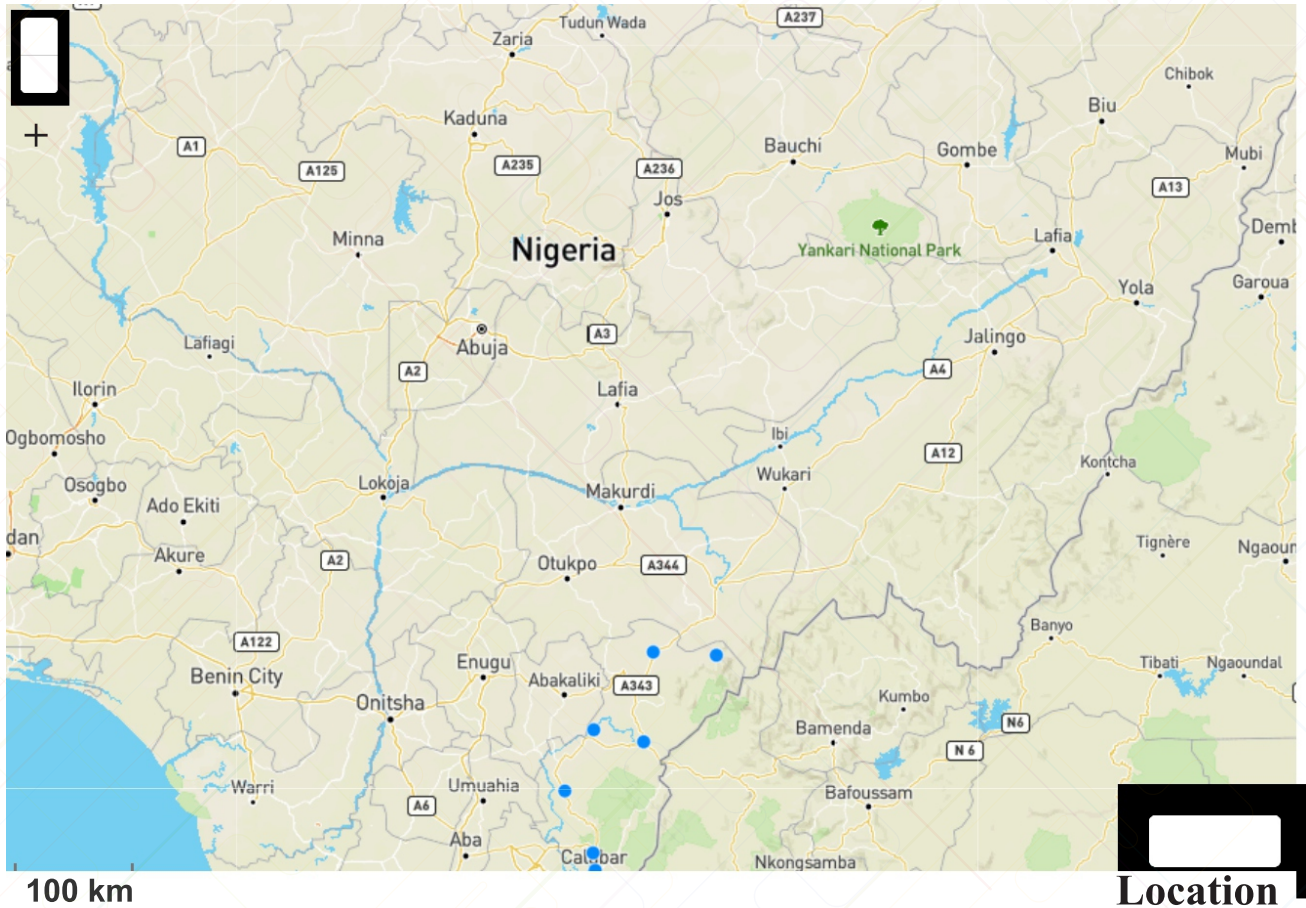 A237
Tudun Wada
Zaria
Chibok
Biu
Kaduna
A1
Bauchi
Gombe
Mubi
A125
A235
A236
A13
Jos
Minna
Nigeria
Yankari National Park
Lafia
Demb
Yola
Garoua
Lafiagi
Abuja
A3
Jalingo
A2
A4
Ilorin
Lafia
Ogbomosho
Ibi
A12
Kontcha
Osogbo
Lokoja
Makurdi
Wukari
Ado Ekiti
dan
Akure
A2
Otukpo
A344
Tignère
Ngaoun
A122
Banyo
Benin City
Enugu
Abakaliki
A343
Tibati
Ngaoundal
Onitsha
Kumbo
Bamenda
N6
N 6
Warri
A6
Umuahia
Bafoussam
Aba
Calabar
Nkongsamba
100 km
Location